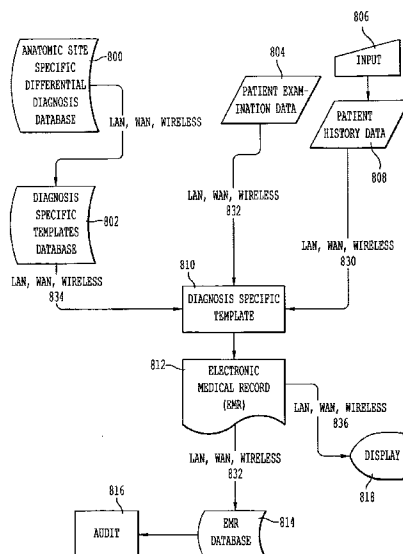 806
INPUT
ANATOMIC SITE
SPECIFIC
DIFFERENTIAL
DIAGNOSIS
DATABASE
800
804
PATIENT EXAM-
INATION DATA
PATIENT
HISTORY DATA
808
LAN, WAN, WIRELESS
DIAGNOSIS
SPECIFIC
TEMPLATES
DATABASE
802
LAN, WAN, WIRELESS
832
LAN, WAN, WIRELESS
830
LAN, WAN, WIRELESS
834
810
DIAGNOSIS SPECIFIC
TEMPLATE
812
ELECTRONIC
MEDICAL RECORD
(EMR)
LAN, WAN, WIRELESS
836
LAN, WAN, WIRELESS
832
DISPLAY
818
816
AUDIT
EMR
DATABASE
814